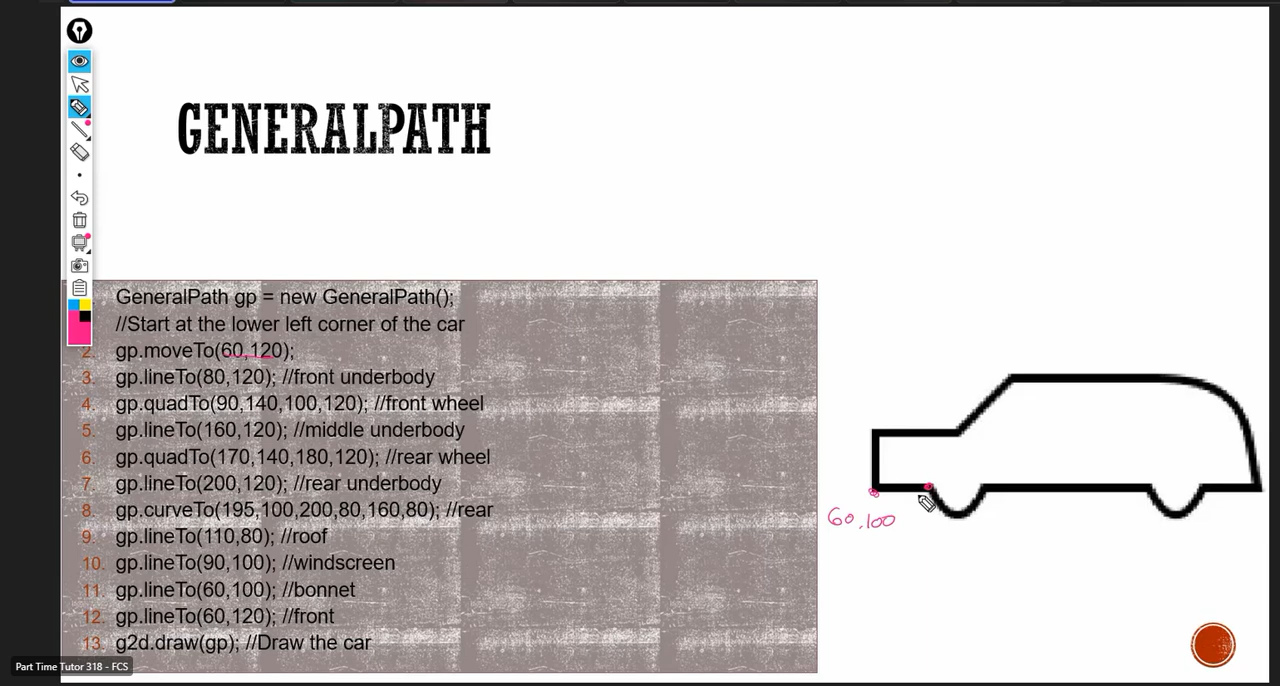 GENERALPATH
GeneralPath gp = new GeneralPath();
//Start at the lower left corner of the car
2. gp.moveTo(60,120);
3. gp.lineTo(80,120); //front underbody
4. gp.quadTo(90,140,100,120); //front wheel
5. gp.lineTo(160,120); //middle underbody
6. gp.quadTo(170,140,180,120); //rear wheel
7. gp.lineTo(200,120); //rear underbody
8. gp.curveTo(195,100,200,80,160,80); //rear
9. gp.lineTo(110,80); //roof
10. gp.lineTo(90,100); //windscreen
11. gp.lineTo(60,100); //bonnet
12. gp.lineTo(60,120); //front
13. g2d.draw(gp); //Draw the car
60,100
Part Time Tutor 318 - FCS